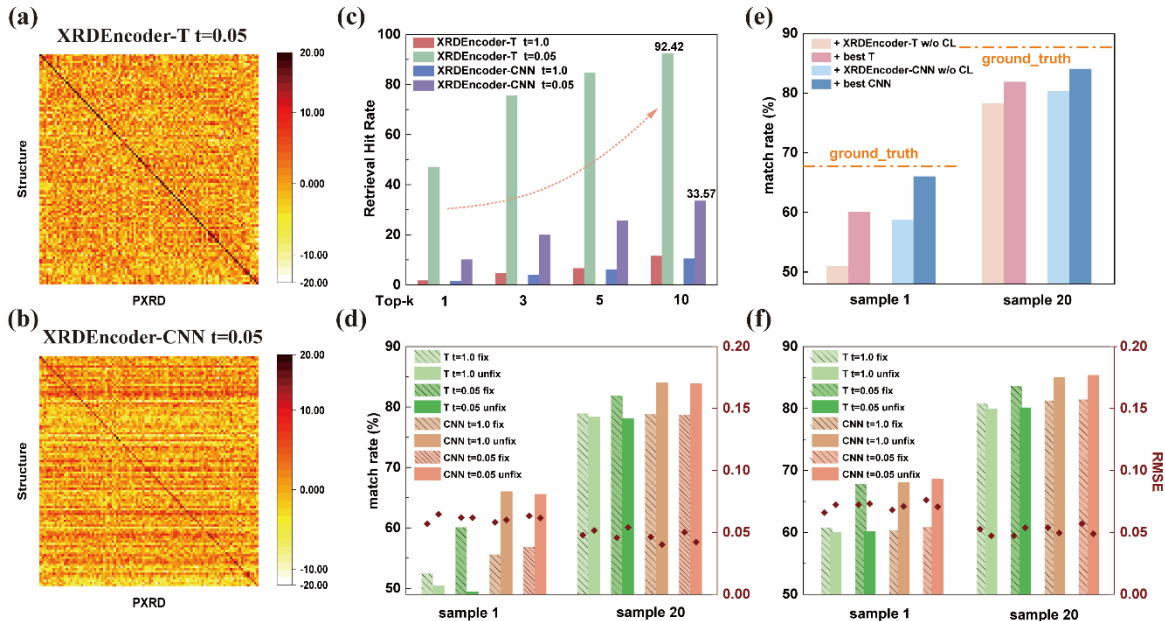 (a)
XRDEncoder-T t=0.05
Structure
PXRD
20.00
10.00
0.000
-10.00
-20.00
(b)
XRDEncoder-CNN t=0.05
Structure
PXRD
20.00
10.00
0.000
-10.00
-20.00
(c)
Retrieval Hit Rate
100
80
60
40
20
0
XRDEncoder-T t=1.0
XRDEncoder-T t=0.05
XRDEncoder-CNN t=1.0
XRDEncoder-CNN t=0.05
92.42
33.57
Top-k 1 3 5 10
(d)
match rate (%)
90
80
70
60
50
T t=1.0 fix
T t=1.0 unfix
T t=0.05 fix
T t=0.05 unfix
CNN t=1.0 fix
CNN t=1.0 unfix
CNN t=0.05 fix
CNN t=0.05 unfix
0.20
0.15
0.10
0.05
0.00
sample 1 sample 20
(e)
match rate (%)
90
80
70
60
50
+ XRDEncoder-T w/o CL
+ best T
+ XRDEncoder-CNN w/o CL
+ best CNN
ground_truth
ground_truth
sample 1 sample 20
(f)
90
80
70
60
50
T t=1.0 fix
T t=1.0 unfix
T t=0.05 fix
T t=0.05 unfix
CNN t=1.0 fix
CNN t=1.0 unfix
CNN t=0.05 fix
CNN t=0.05 unfix
0.20
0.15
0.10
0.05
0.00
RMSE
sample 1 sample 20